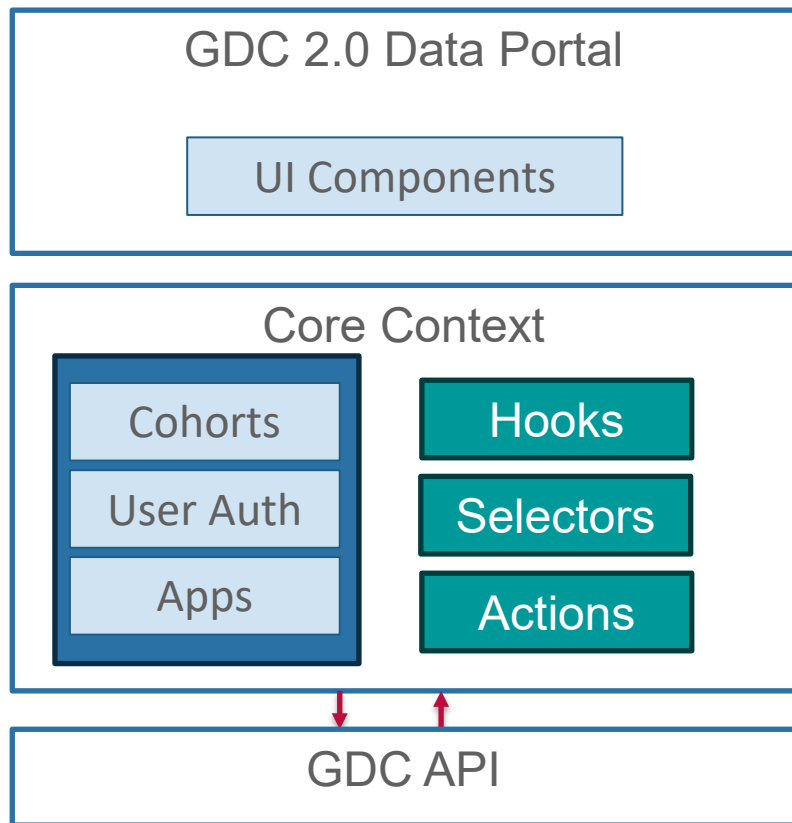 GDC 2.0 Data Portal
UI Components
Core Context
Cohorts
User Auth
Apps
Hooks
Selectors
Actions
GDC API